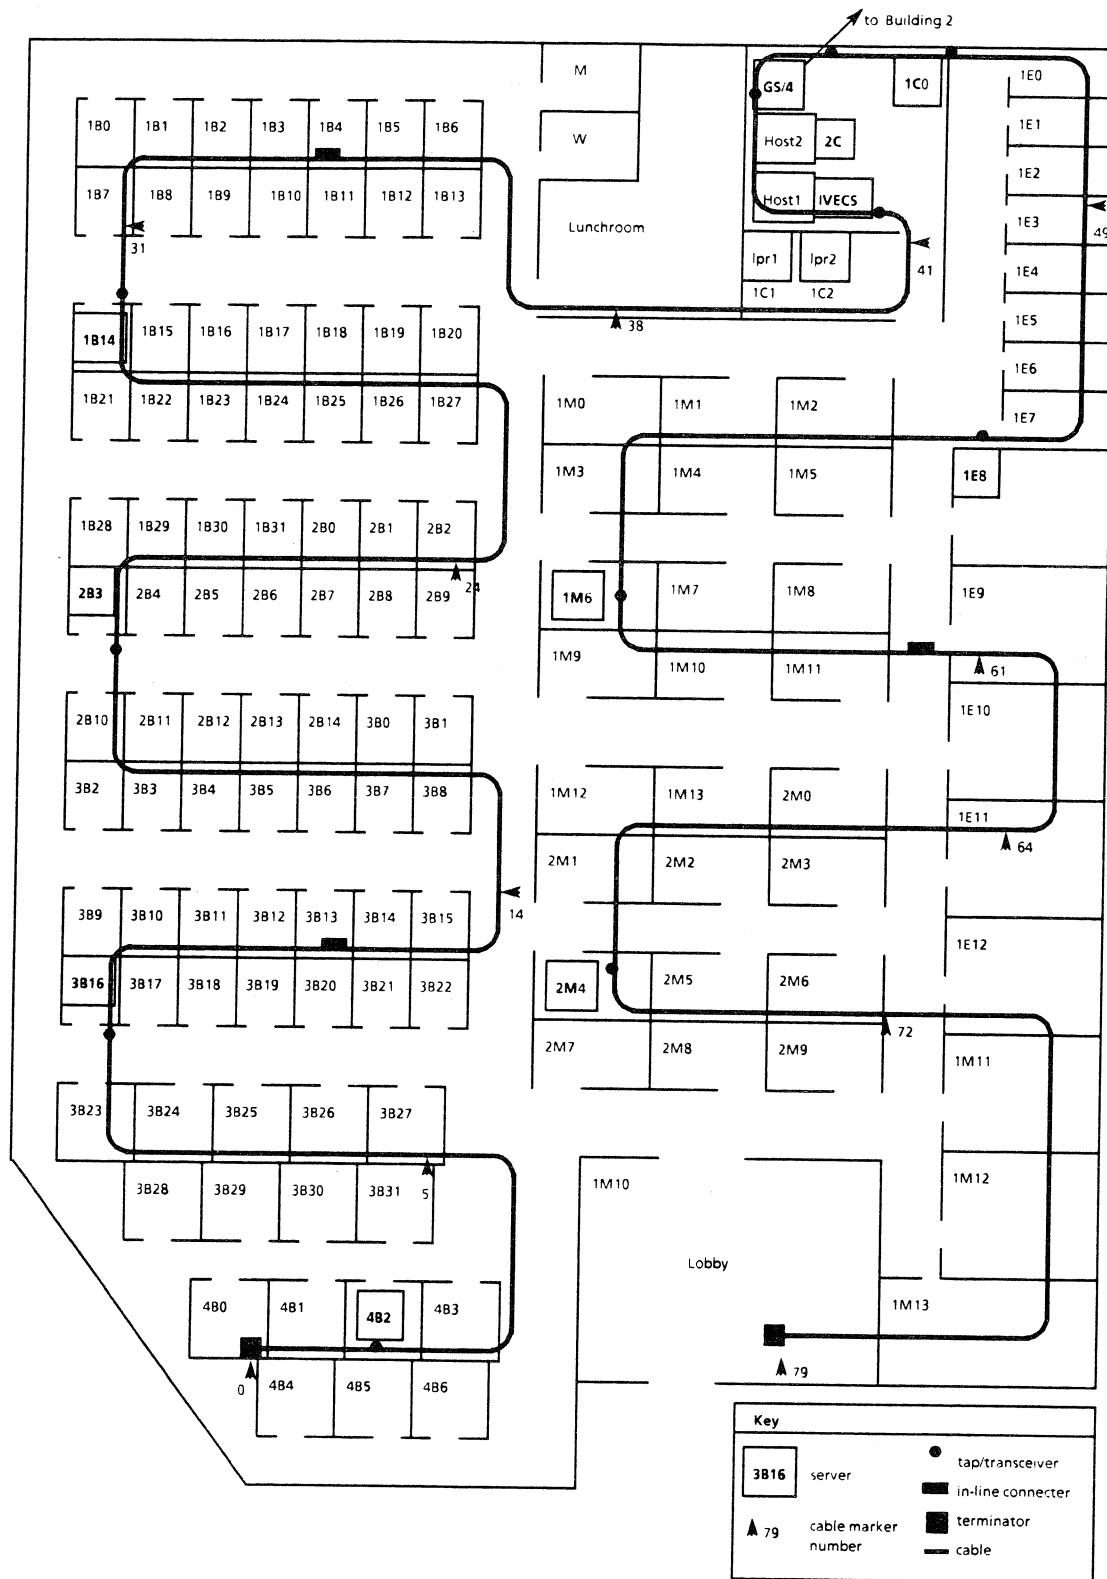 to Building 2
M
GS/4
1C0
1E0
1B0 1B1 1B2 1B3 1B4 1B5 1B6
W
Host2 2C
1E1
1E2
1B7 1B8 1B9 1B10 1B11 1B12 1B13
Host1 IVECS
Lunchroom
1E3
49
31
lpr1 lpr2
41
1E4
1C1 1C2
1E5
38
1B14 1B15 1B16 1B17 1B18 1B19 1B20
1E6
1B21 1B22 1B23 1B24 1B25 1B26 1B27
1M0 1M1 1M2
1E7
1M3 1M4 1M5
1E8
1B28 1B29 1B30 1B31 2B0 2B1 2B2
24
2B3 2B4 2B5 2B6 2B7 2B8 2B9
1M6 1M7 1M8
1E9
1M9 1M10 1M11
61
2B10 2B11 2B12 2B13 2B14 3B0 3B1
1E10
3B2 3B3 3B4 3B5 3B6 3B7 3B8
1M12 1M13 2M0
1E11
64
2M1 2M2 2M3
3B9 3B10 3B11 3B12 3B13 3B14 3B15
14
1E12
3B16 3B17 3B18 3B19 3B20 3B21 3B22
2M4 2M5 2M6
72
2M7 2M8 2M9
1M11
3B23 3B24 3B25 3B26 3B27
3B28 3B29 3B30 3B31
5
1M10
1M12
Lobby
4B0 4B1 4B2 4B3
1M13
0
79
4B4 4B5 4B6
Key
3B16 server
tap/transceiver
in-line connecter
79 cable marker
number
terminator
cable